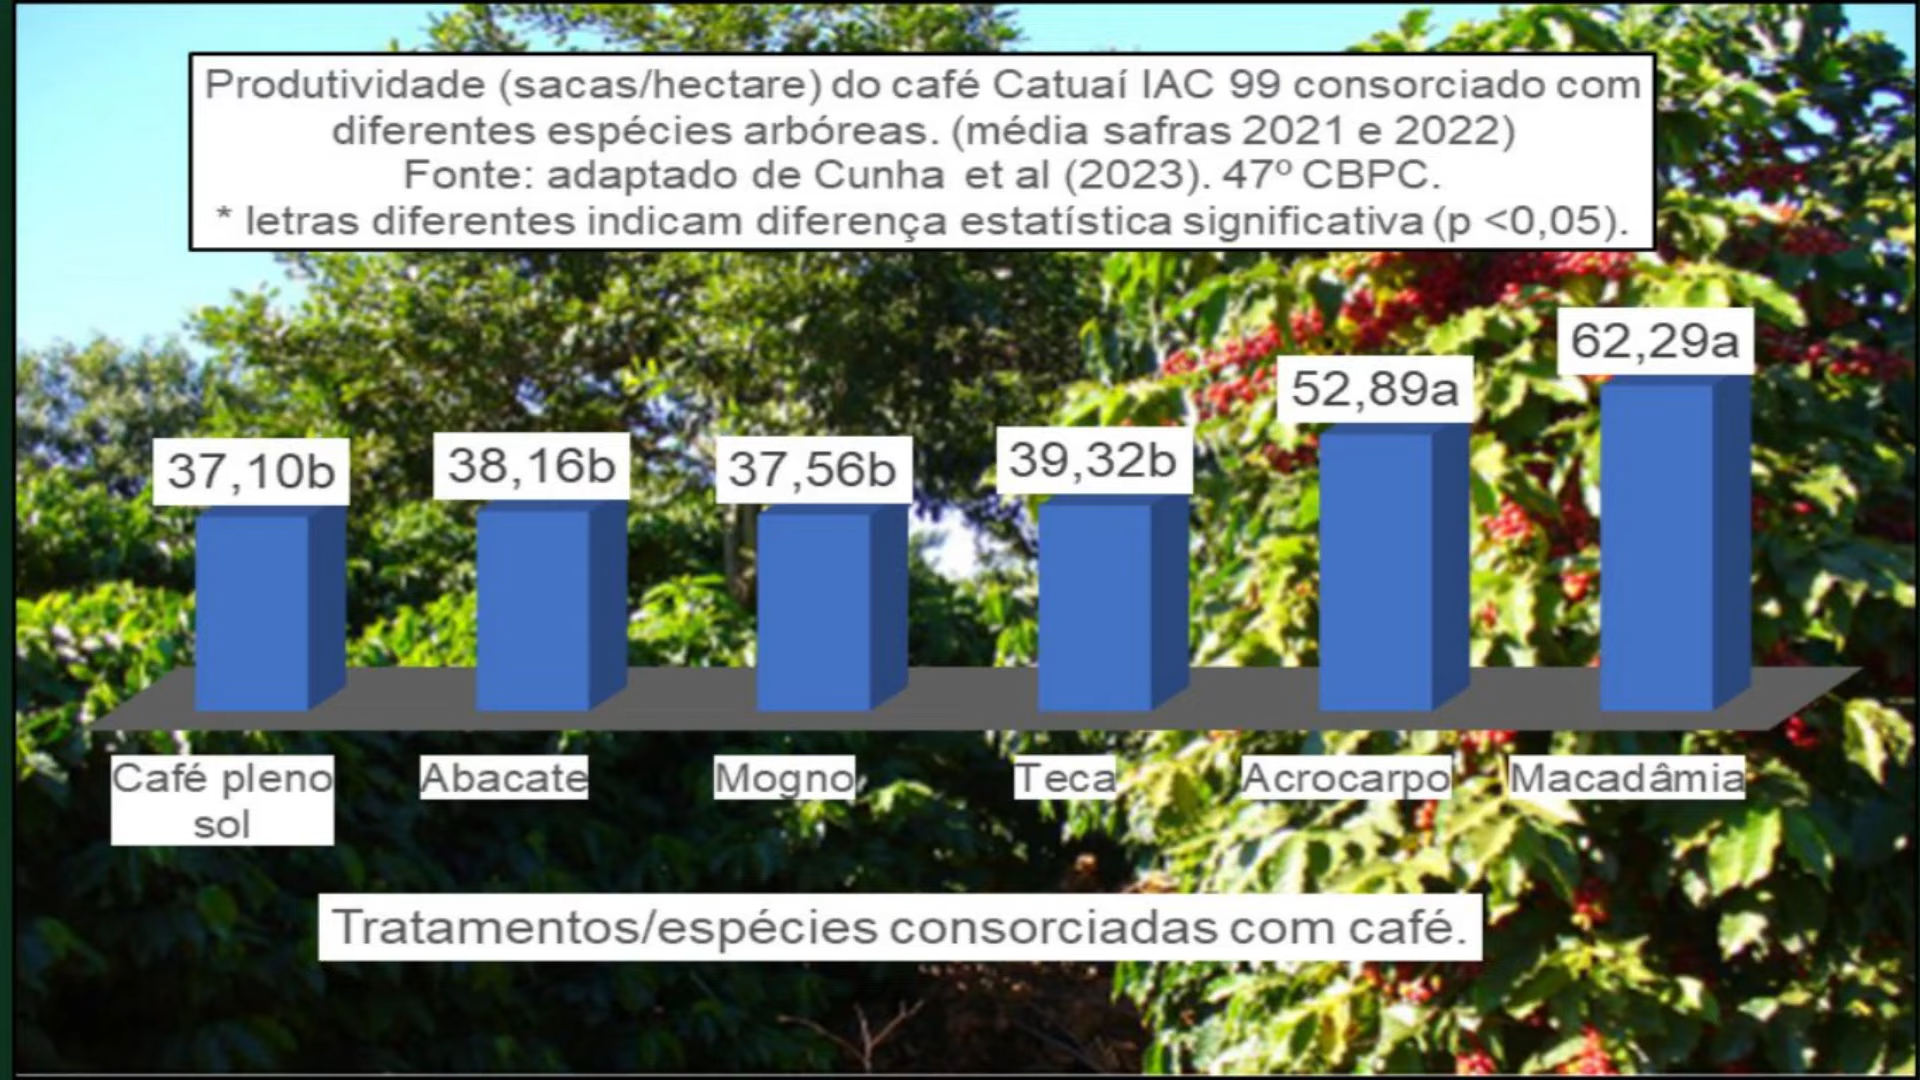 Produtividade (sacas/hectare) do café Catuaí IAC 99 consorciado com
diferentes espécies arbóreas. (média safras 2021 e 2022)
Fonte: adaptado de Cunha et al (2023). 47º CBPC.
* letras diferentes indicam diferença estatística significativa (p <0,05).
37,10b
38,16b
37,56b
39,32b
52,89a
62,29a
Café pleno
sol
Abacate
Mogno
Teca
Acrocarpo
Macadâmia
Tratamentos/espécies consorciadas com café.